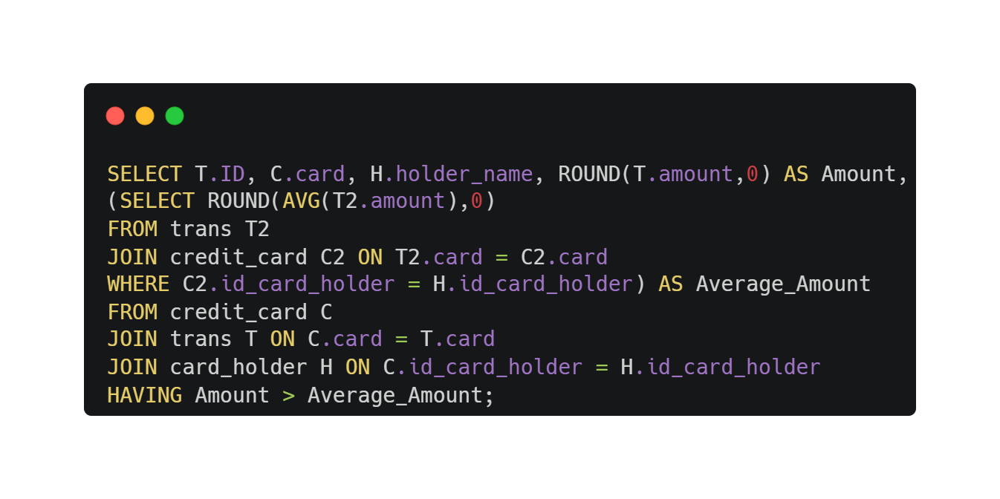 SELECT T.ID, C.card, H.holder_name, ROUND(T.amount,0) AS Amount,
(SELECT ROUND(AVG(T2.amount),0)
FROM trans T2
JOIN credit_card C2 ON T2.card = C2.card
WHERE C2.id_card_holder = H.id_card_holder) AS Average_Amount
FROM credit_card C
JOIN trans T ON C.card = T.card
JOIN card_holder H ON C.id_card_holder = H.id_card_holder
HAVING Amount > Average_Amount;